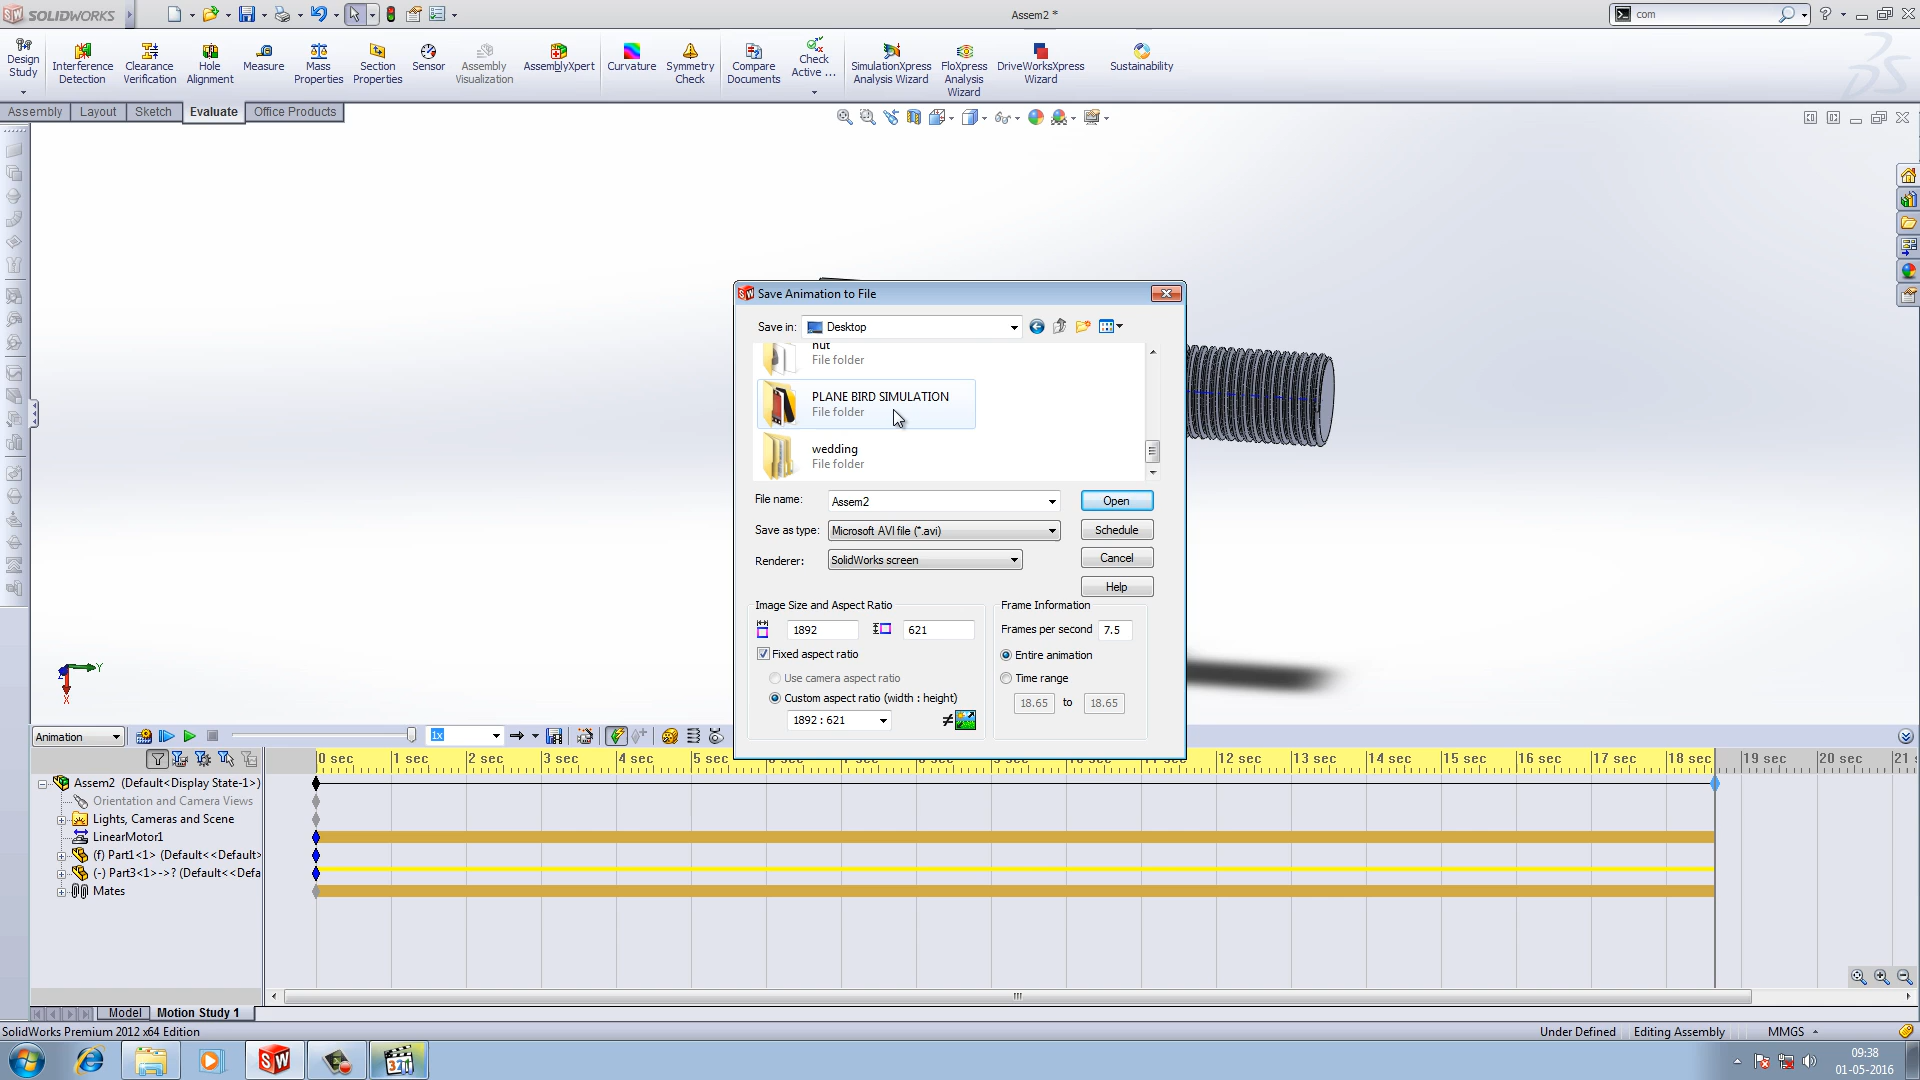 SOLIDWORKS
Assem2 *
com
Design Study
Interference Detection
Clearance Verification
Hole Alignment
Measure
Mass Properties
Section Properties
Sensor
Assembly Visualization
AssemblyXpert
Curvature
Symmetry Check
Compare Documents
Check Active ...
SimulationXpress Analysis Wizard
FloXpress Analysis Wizard
DriveWorksXpress Wizard
Sustainability
Assembly Layout Sketch Evaluate Office Products
Save Animation to File
Save in: Desktop
nut
File folder
PLANE BIRD SIMULATION
File folder
wedding
File folder
File name: Assem2 Open
Save as type: Microsoft AVI file (*.avi) Schedule
Renderer: SolidWorks screen Cancel
Help
Image Size and Aspect Ratio
1892 621
Fixed aspect ratio
Use camera aspect ratio
Custom aspect ratio (width : height)
1892 : 621
Frame Information
Frames per second 7.5
Entire animation
Time range
18.65 to 18.65
Y
X
Animation 1x
0 sec 1 sec 2 sec 3 sec 4 sec 5 sec 12 sec 13 sec 14 sec 15 sec 16 sec 17 sec 18 sec 19 sec 20 sec 21
Assem2 (Default<Display State-1>)
Orientation and Camera Views
Lights, Cameras and Scene
LinearMotor1
(f) Part1<1> (Default<<Default>
(-) Part3<1>->? (Default<<Defa
Mates
Model Motion Study 1
SolidWorks Premium 2012 x64 Edition
Under Defined Editing Assembly MMGS
321
09:38
01-05-2016